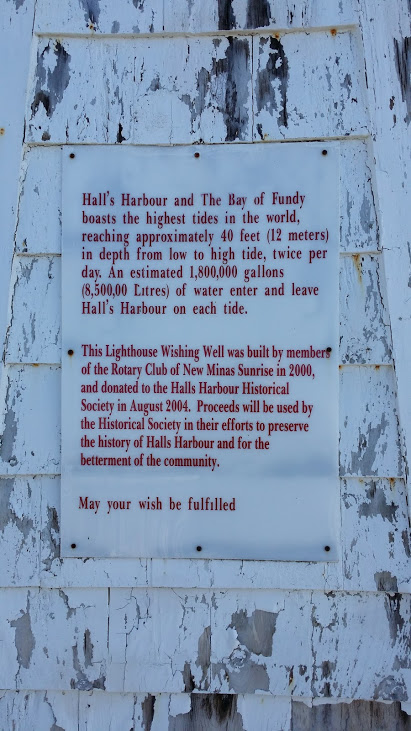 Hall's Harbour and The Bay of Fundy
boasts the highest tides in the world,
reaching approximately 40 feet (12 meters)
in depth from low to high tide, twice per
day. An estimated 1,800,000 gallons
(8,500,00 Litres) of water enter and leave
Hall's Harbour on each tide.
This Lighthouse Wishing Well was built by members
of the Rotary Club of New Minas Sunrise in 2000,
and donated to the Halls Harbour Historical
Society in August 2004. Proceeds will be used by
the Historical Society in their efforts to preserve
the history of Halls Harbour and for the
betterment of the community.
May your wish be fulfilled